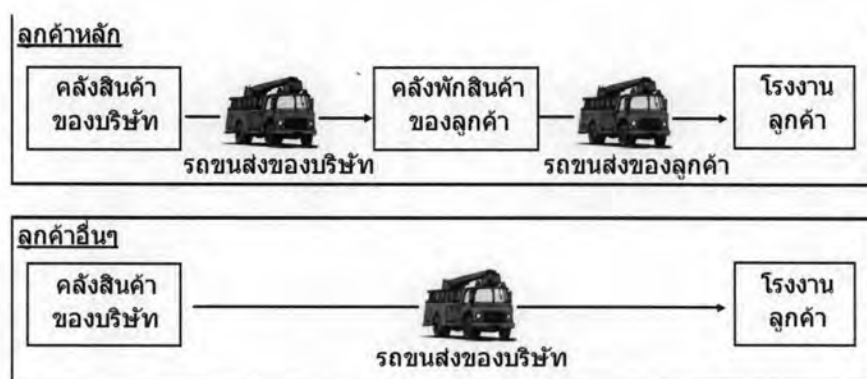 ลูกค้าหลัก
คลังสินค้า
ของบริษัท
รถขนส่งของบริษัท
คลังพักสินค้า
ของลูกค้า
รถขนส่งของลูกค้า
โรงงาน
ลูกค้า
ลูกค้าอื่นๆ
คลังสินค้า
ของบริษัท
รถขนส่งของบริษัท
โรงงาน
ลูกค้า